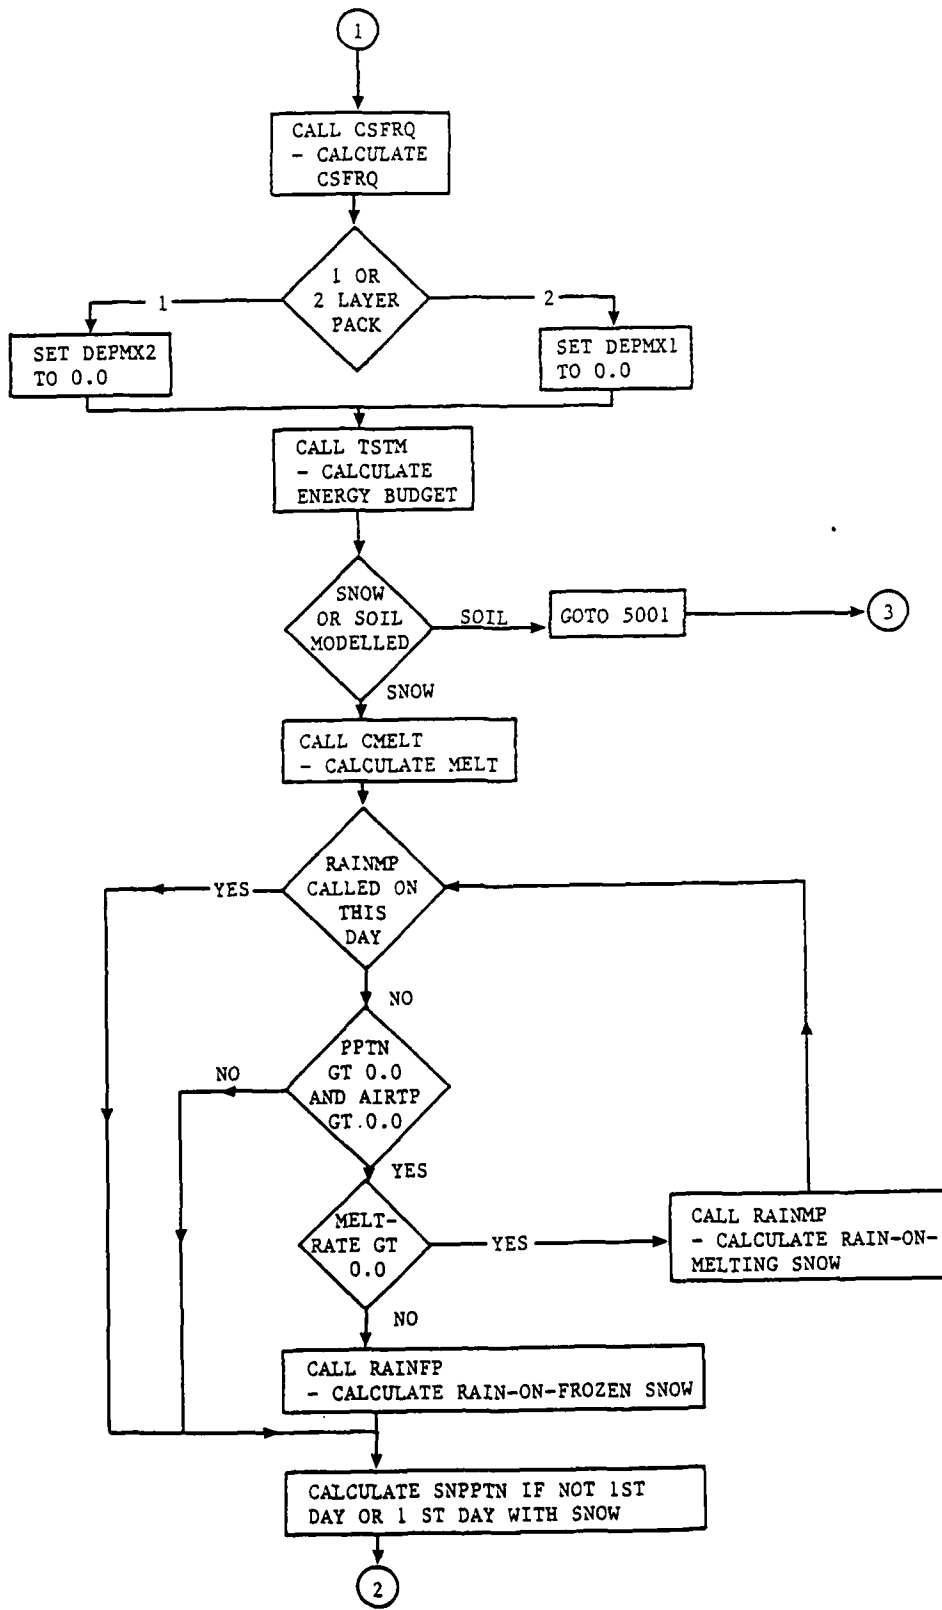 1
CALL CSFRQ
- CALCULATE
CSFRQ
1 OR
2 LAYER
PACK
1
2
SET DEPMX2
TO 0.0
SET DEPMX1
TO 0.0
CALL TSTM
- CALCULATE
ENERGY BUDGET
SNOW
OR SOIL
MODELLED
SOIL
GOTO 5001
3
SNOW
CALL CMELT
- CALCULATE MELT
RAINMP
CALLED ON
THIS
DAY
YES
NO
PPTN
GT 0.0
AND AIRTP
GT 0.0
NO
YES
MELT-
RATE GT
0.0
YES
CALL RAINMP
- CALCULATE RAIN-ON-
MELTING SNOW
NO
CALL RAINFP
- CALCULATE RAIN-ON-FROZEN SNOW
CALCULATE SNPPTN IF NOT 1ST
DAY OR 1 ST DAY WITH SNOW
2